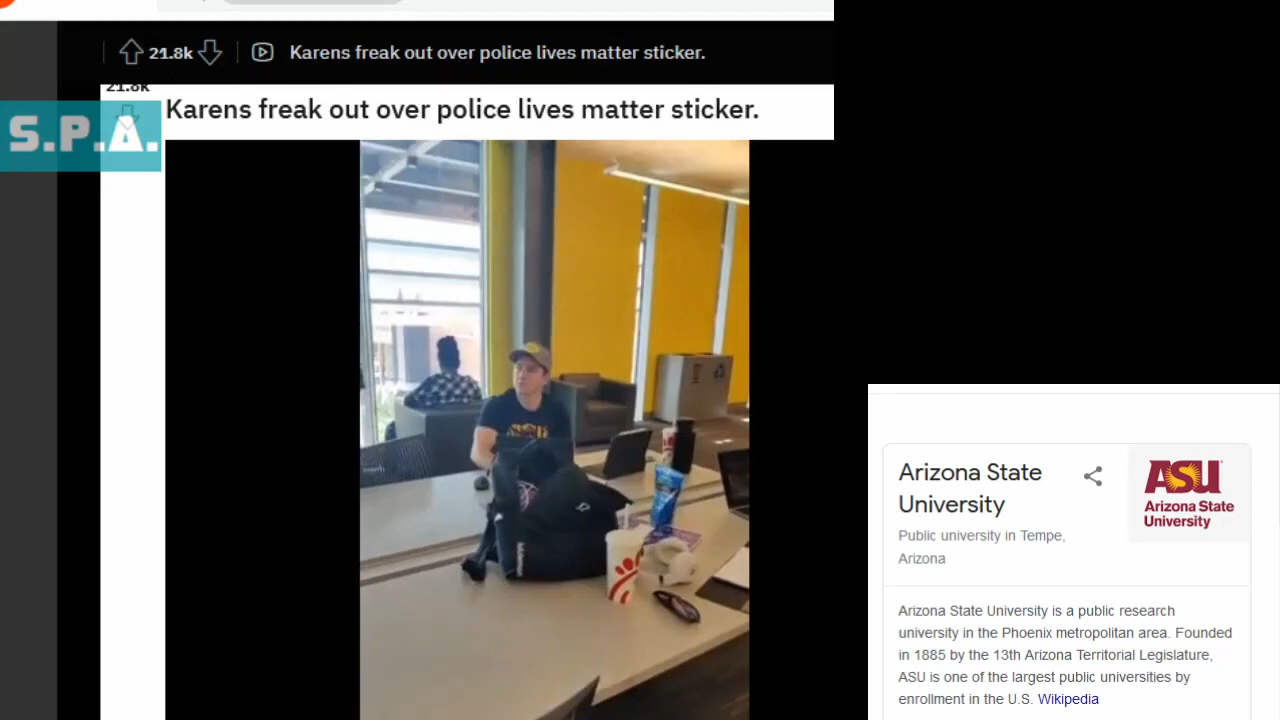 21.8k
Karens freak out over police lives matter sticker.
21.8k
Karens freak out over police lives matter sticker.
S.P.A.
Arizona State
University
Public university in Tempe,
Arizona
ASU
Arizona State
University
Arizona State University is a public research
university in the Phoenix metropolitan area. Founded
in 1885 by the 13th Arizona Territorial Legislature,
ASU is one of the largest public universities by
enrollment in the U.S. Wikipedia